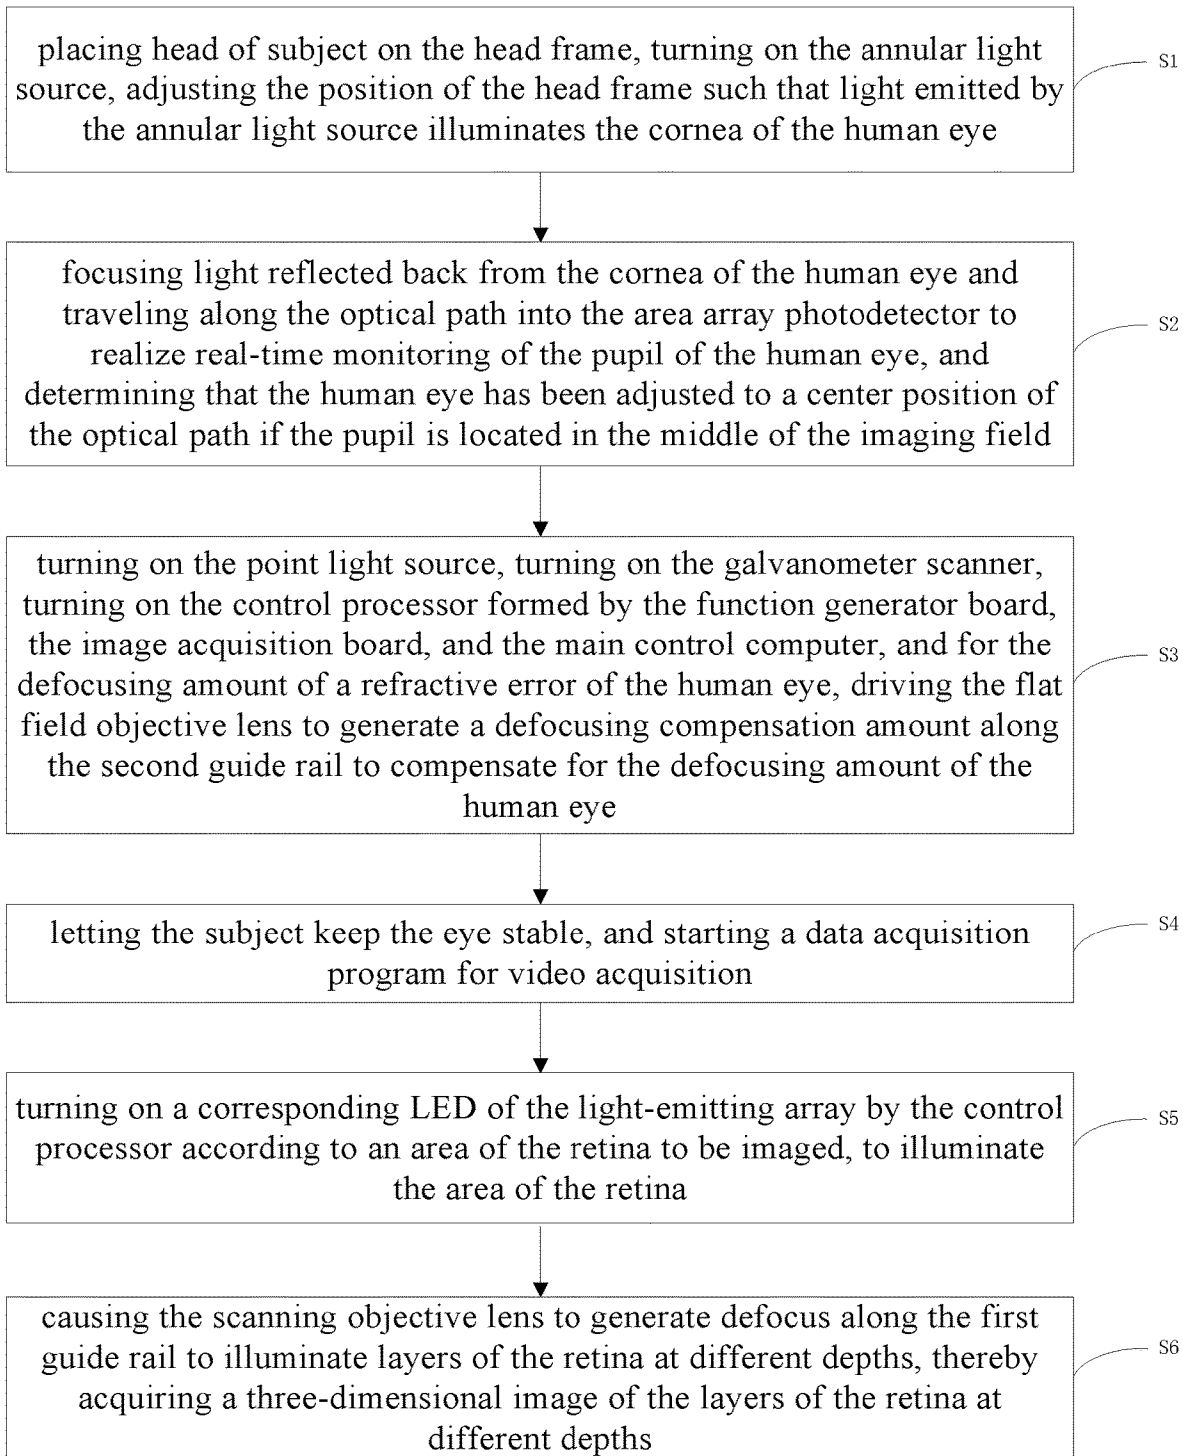 placing head of subject on the head frame, turning on the annular light
source, adjusting the position of the head frame such that light emitted by
the annular light source illuminates the cornea of the human eye
S1
focusing light reflected back from the cornea of the human eye and
traveling along the optical path into the area array photodetector to
realize real-time monitoring of the pupil of the human eye, and
determining that the human eye has been adjusted to a center position of
the optical path if the pupil is located in the middle of the imaging field
S2
turning on the point light source, turning on the galvanometer scanner,
turning on the control processor formed by the function generator board,
the image acquisition board, and the main control computer, and for the
defocusing amount of a refractive error of the human eye, driving the flat
field objective lens to generate a defocusing compensation amount along
the second guide rail to compensate for the defocusing amount of the
human eye
S3
letting the subject keep the eye stable, and starting a data acquisition
program for video acquisition
S4
turning on a corresponding LED of the light-emitting array by the control
processor according to an area of the retina to be imaged, to illuminate
the area of the retina
S5
causing the scanning objective lens to generate defocus along the first
guide rail to illuminate layers of the retina at different depths, thereby
acquiring a three-dimensional image of the layers of the retina at
different depths
S6